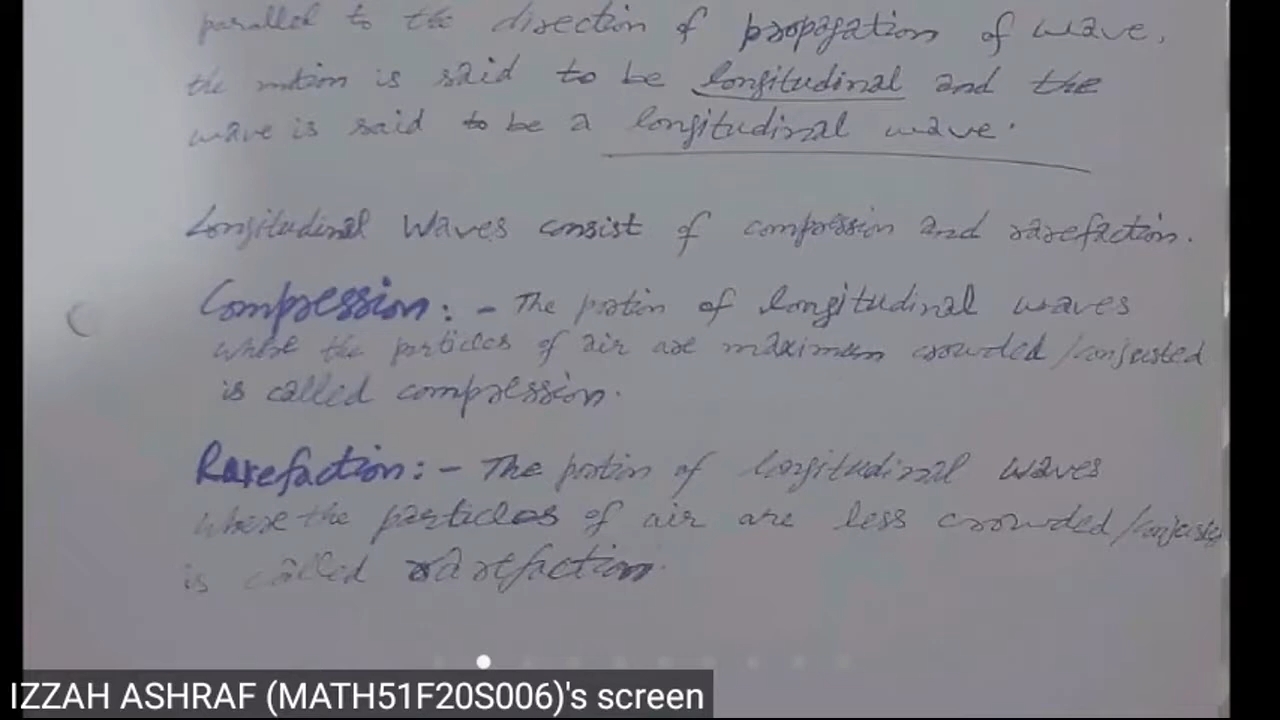 parallel to the direction of propagation of wave,
the motion is said to be longitudinal and the
wave is said to be a longitudinal wave.
Longitudinal Waves consist of compression and rarefaction.
Compression: - The portion of longitudinal waves
where the particles of air are maximum crowded/conjusted
is called compression.
Rarefaction: - The portion of longitudinal waves
where the particles of air are less crowded/conjusted
is called rarefaction.
IZZAH ASHRAF (MATH51F20S006)'s screen